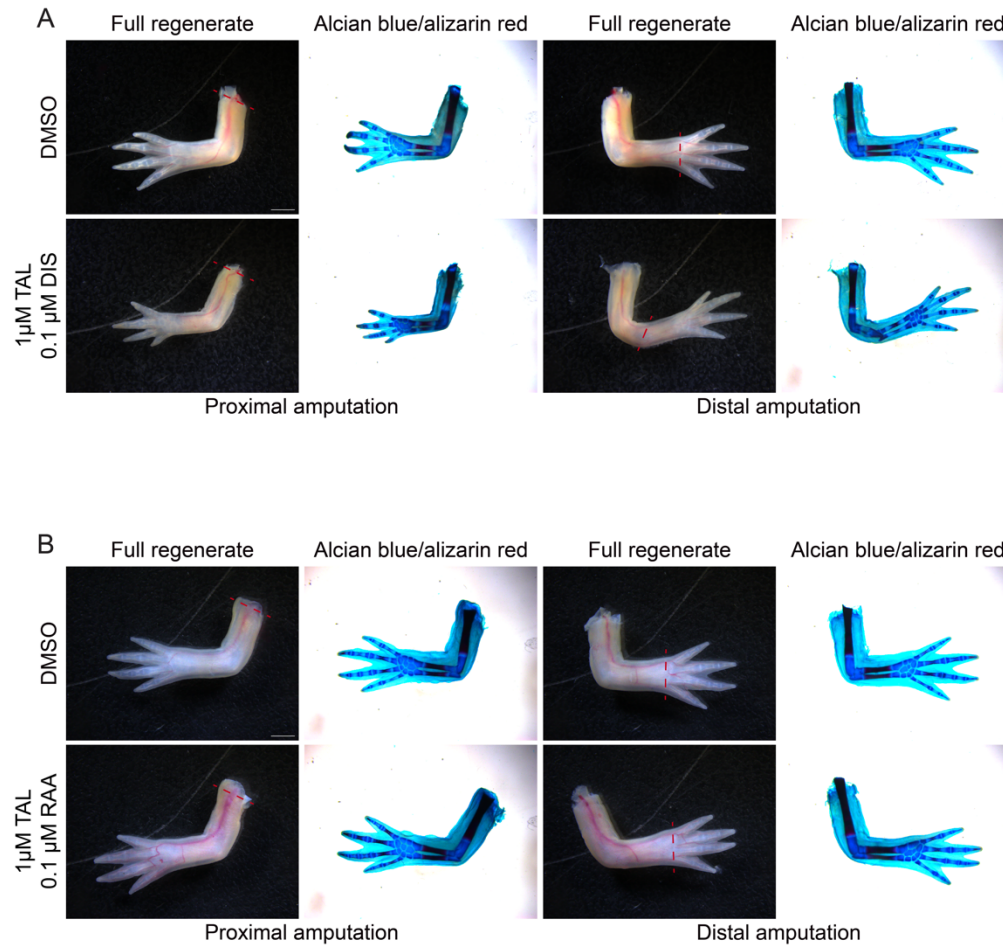 A
Full regenerate
Alcian blue/alizarin red
Full regenerate
Alcian blue/alizarin red
DMSO
1µM TAL
0.1 µM DIS
Proximal amputation
Distal amputation
B
Full regenerate
Alcian blue/alizarin red
Full regenerate
Alcian blue/alizarin red
DMSO
1µM TAL
0.1 µM RAA
Proximal amputation
Distal amputation